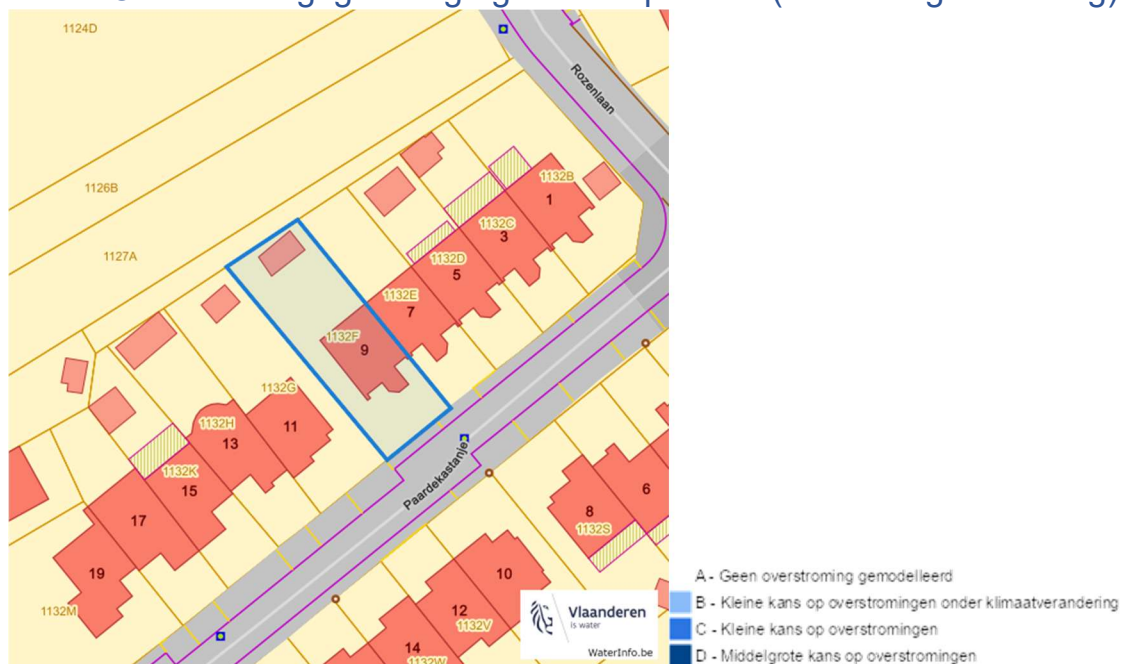 1124D
Rozenlaan
1126B
1132B
1
1132C
3
1127A
1132D
5
1132E
7
1132F
9
1132G
11
1132H
13
1132K
15
17
19
1132M
Paardekastanje
8
1132S
6
10
12
1132V
14
1132W
Vlaanderen
is water
WaterInfo.be
A - Geen overstroming gemodelleerd
B - Kleine kans op overstromingen onder klimaatverandering
C - Kleine kans op overstromingen
D - Middelgrote kans op overstromingen